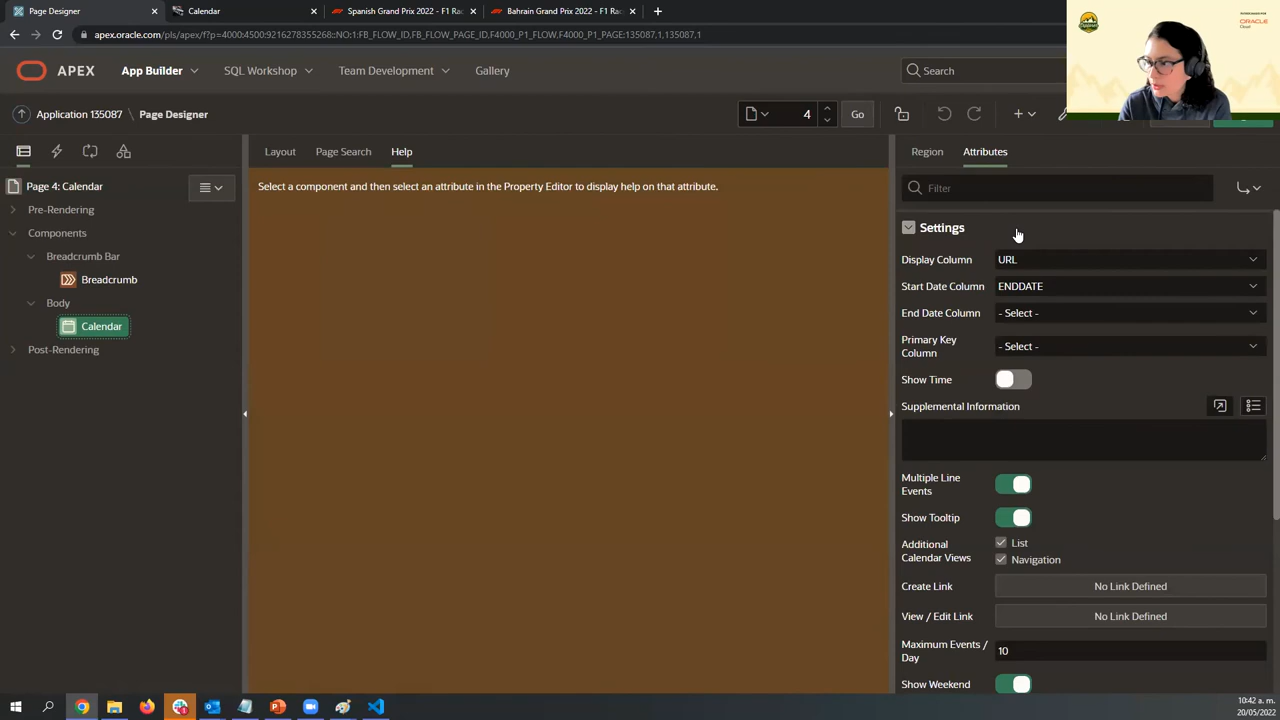 Page Designer
Calendar
Spanish Grand Prix 2022 - F1 Rac
Bahrain Grand Prix 2022 - F1 Rac
apex.oracle.com/pls/apex/f?p=4000:4500:9216278355268::NO:1:FB_FLOW_ID,FB_FLOW_PAGE_ID,F4000_P1_FLOW,F4000_P4_PAGE:135087,1,135087,1
APEX
App Builder
SQL Workshop
Team Development
Gallery
Search
ORACLE
Cloud
Application 135087
Page Designer
4
Go
Layout
Page Search
Help
Region
Attributes
Page 4: Calendar
Select a component and then select an attribute in the Property Editor to display help on that attribute.
Filter
Pre-Rendering
Components
Breadcrumb Bar
Breadcrumb
Body
Calendar
Post-Rendering
Settings
Display Column
URL
Start Date Column
ENDDATE
End Date Column
- Select -
Primary Key
Column
- Select -
Show Time
Supplemental Information
Multiple Line
Events
Show Tooltip
Additional
Calendar Views
List
Navigation
Create Link
No Link Defined
View / Edit Link
No Link Defined
Maximum Events /
Day
10
Show Weekend
10:42 a. m.
20/05/2022